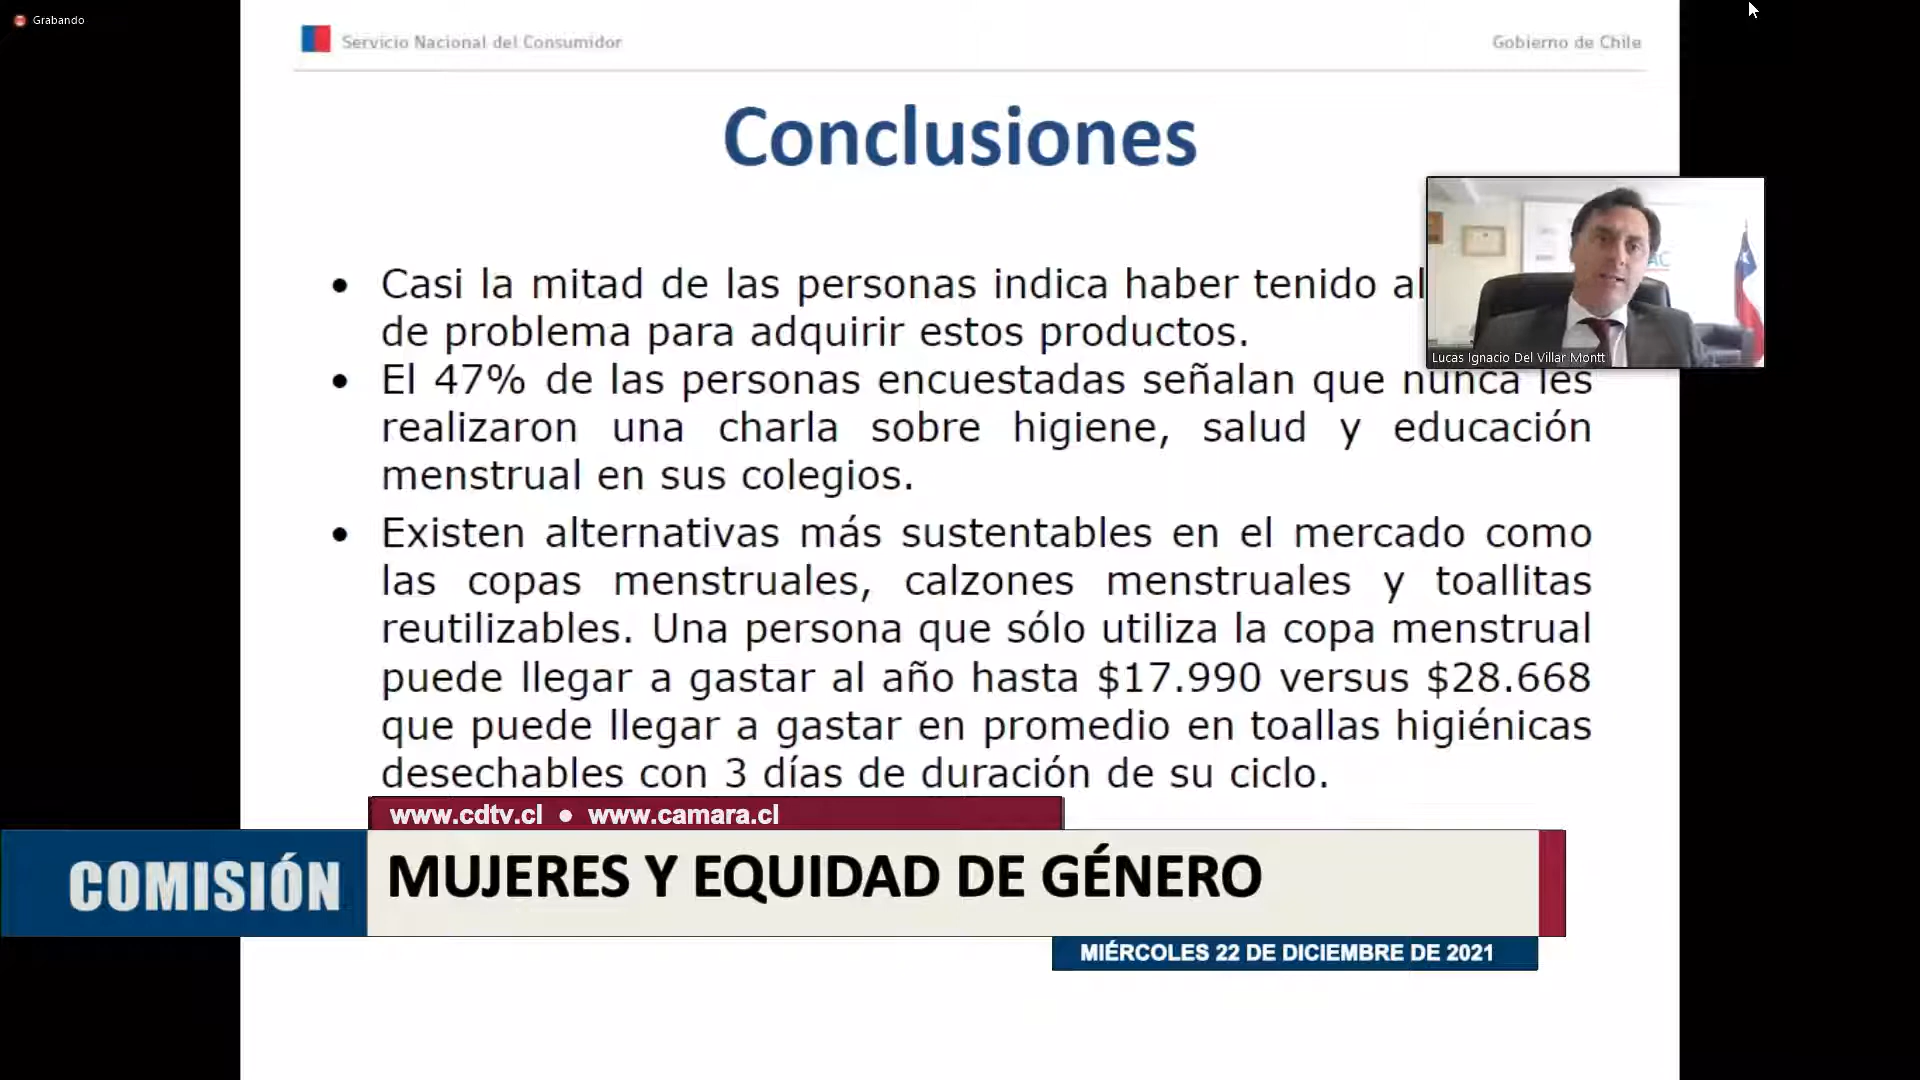 Grabando
Servicio Nacional del Consumidor
Gobierno de Chile
Conclusiones
• Casi la mitad de las personas indica haber tenido
de problema para adquirir estos productos.
• El 47% de las personas encuestadas señalan que nunca les
realizaron una charla sobre higiene, salud y educación
menstrual en sus colegios.
• Existen alternativas más sustentables en el mercado como
las copas menstruales, calzones menstruales y toallitas
reutilizables. Una persona que sólo utiliza la copa menstrual
puede llegar a gastar al año hasta $17.990 versus $28.668
que puede llegar a gastar en promedio en toallas higiénicas
desechables con 3 días de duración de su ciclo.
Lucas Ignacio Del Villar Montt
www.cdtv.cl • www.camara.cl
COMISIÓN
MUJERES Y EQUIDAD DE GÉNERO
MIÉRCOLES 22 DE DICIEMBRE DE 2021